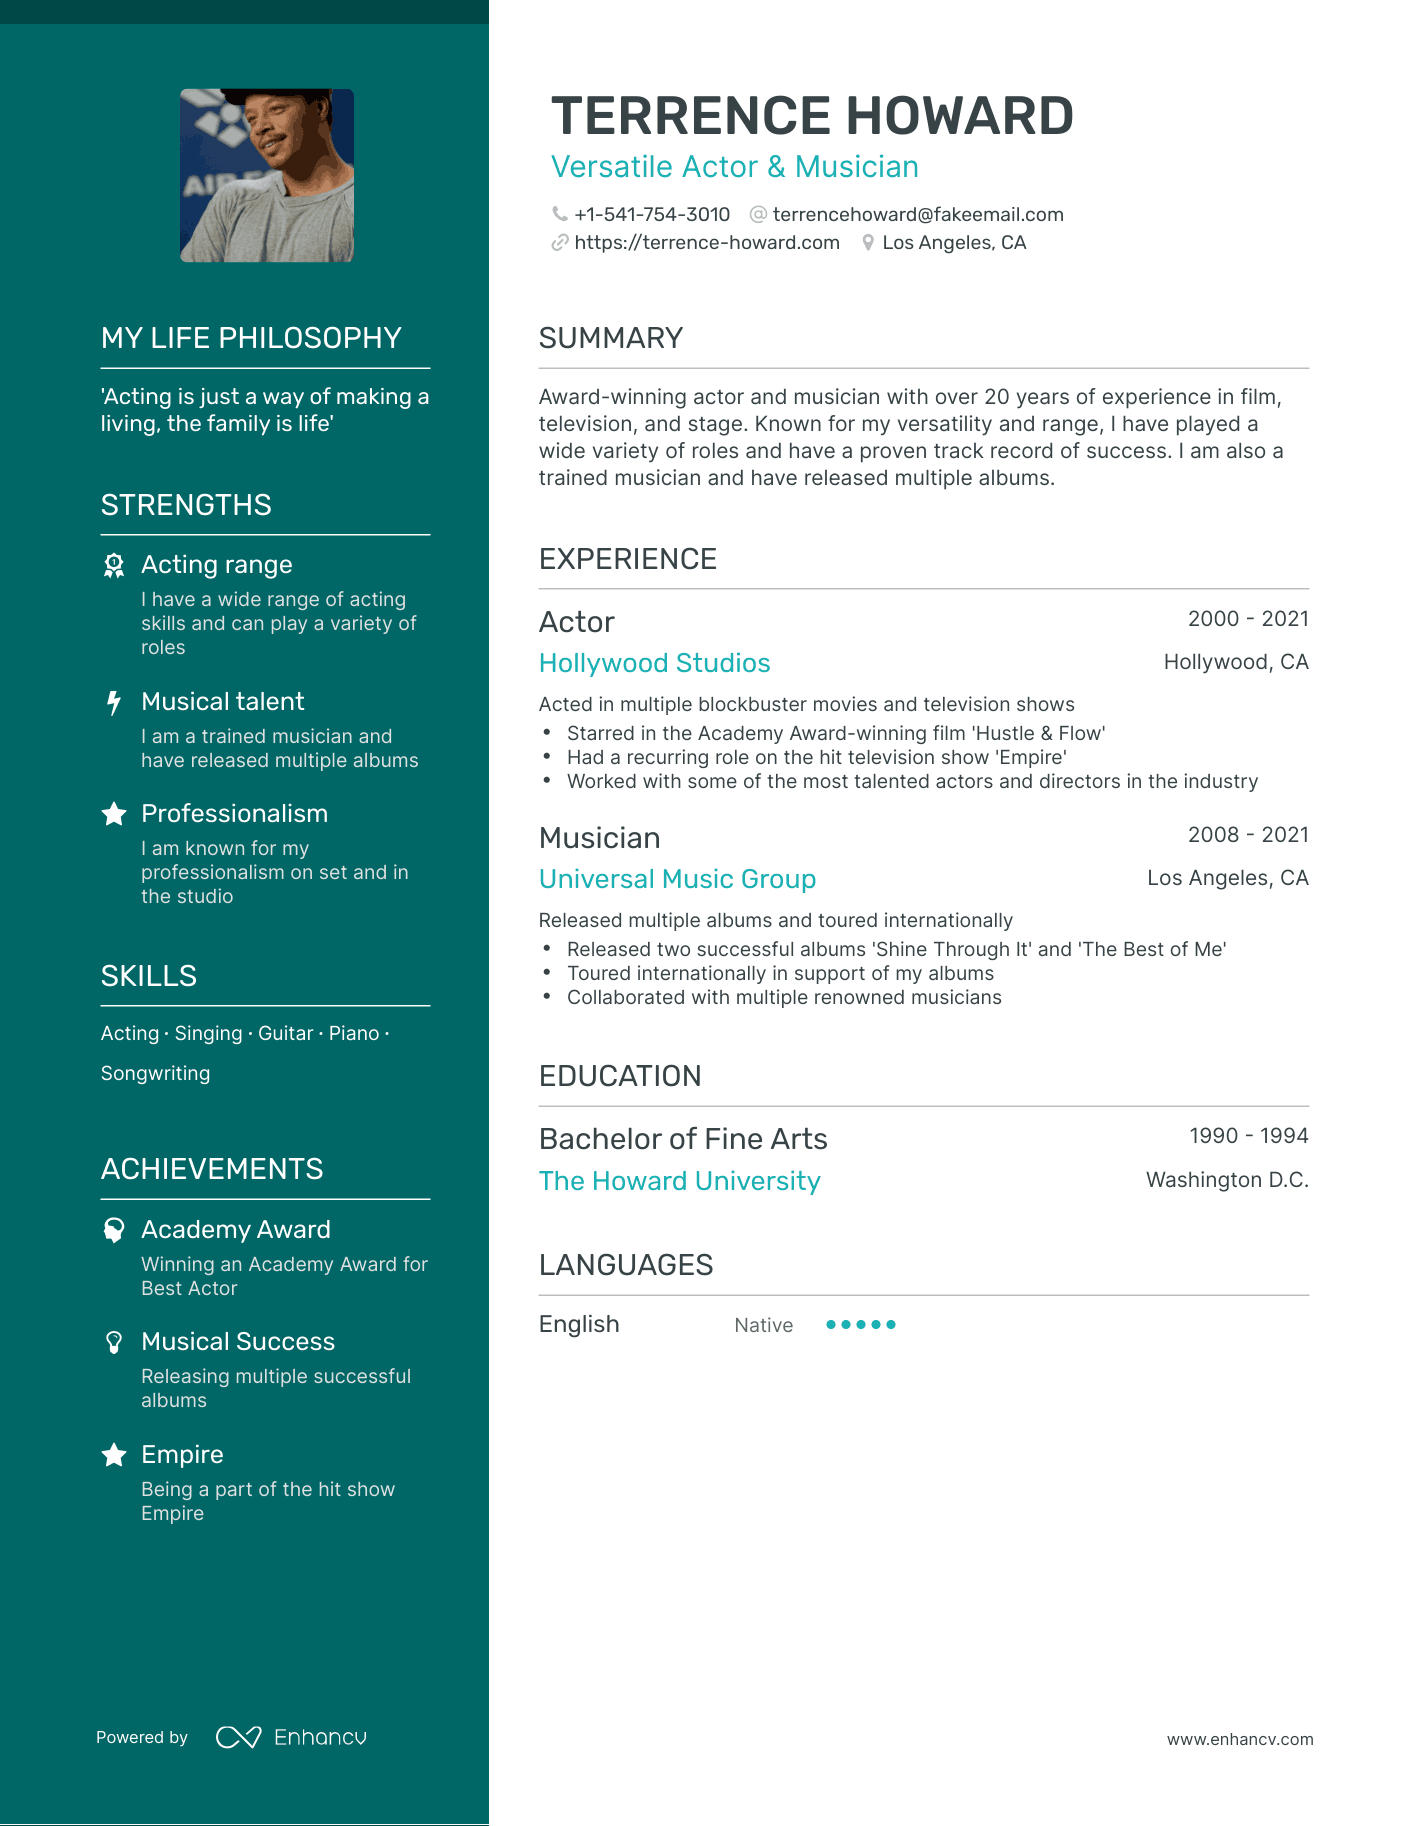 AIR F
MY LIFE PHILOSOPHY
'Acting is just a way of making a
living, the family is life'
STRENGTHS
Acting range
I have a wide range of acting
skills and can play a variety of
roles
Musical talent
I am a trained musician and
have released multiple albums
Professionalism
I am known for my
professionalism on set and in
the studio
SKILLS
Acting · Singing · Guitar · Piano ·
Songwriting
ACHIEVEMENTS
Academy Award
Winning an Academy Award for
Best Actor
Musical Success
Releasing multiple successful
albums
Empire
Being a part of the hit show
Empire
Powered by Enhancv
TERRENCE HOWARD
Versatile Actor & Musician
+1-541-754-3010 @ terrencehoward@fakeemail.com
https://terrence-howard.com Los Angeles, CA
SUMMARY
Award-winning actor and musician with over 20 years of experience in film,
television, and stage. Known for my versatility and range, I have played a
wide variety of roles and have a proven track record of success. I am also a
trained musician and have released multiple albums.
EXPERIENCE
Actor 2000 - 2021
Hollywood Studios Hollywood, CA
Acted in multiple blockbuster movies and television shows
• Starred in the Academy Award-winning film 'Hustle & Flow'
• Had a recurring role on the hit television show 'Empire'
• Worked with some of the most talented actors and directors in the industry
Musician 2008 - 2021
Universal Music Group Los Angeles, CA
Released multiple albums and toured internationally
• Released two successful albums 'Shine Through It' and 'The Best of Me'
• Toured internationally in support of my albums
• Collaborated with multiple renowned musicians
EDUCATION
Bachelor of Fine Arts 1990 - 1994
The Howard University Washington D.C.
LANGUAGES
English Native
www.enhancv.com